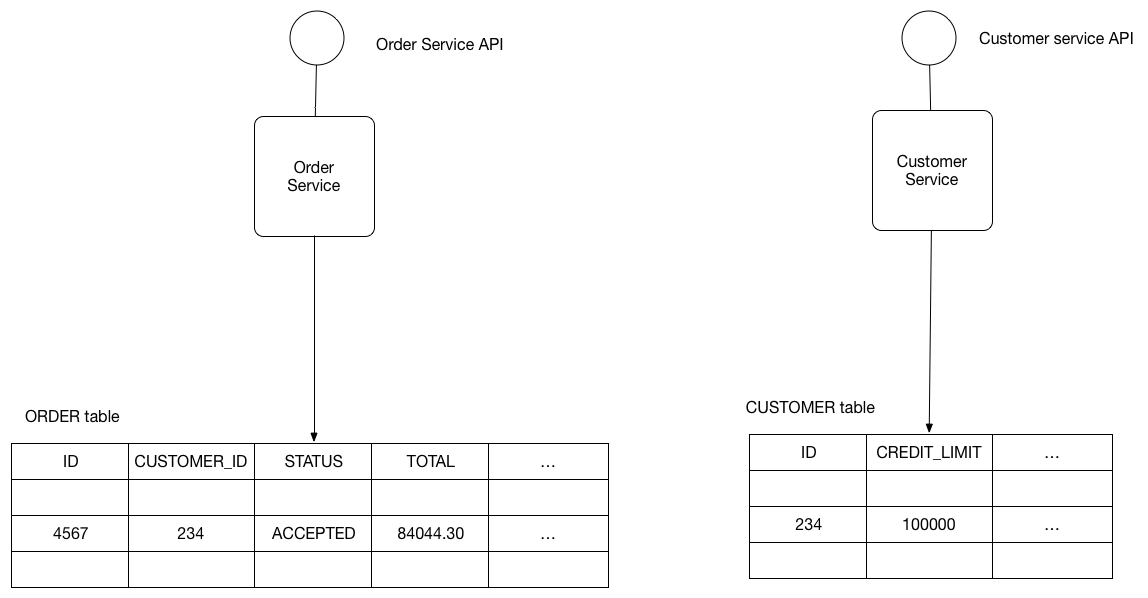 Order Service API
Customer service API
Order
Service
Customer
Service
ORDER table
ID CUSTOMER_ID STATUS TOTAL ...
4567 234 ACCEPTED 84044.30 ...
CUSTOMER table
ID CREDIT_LIMIT ...
234 100000 ...